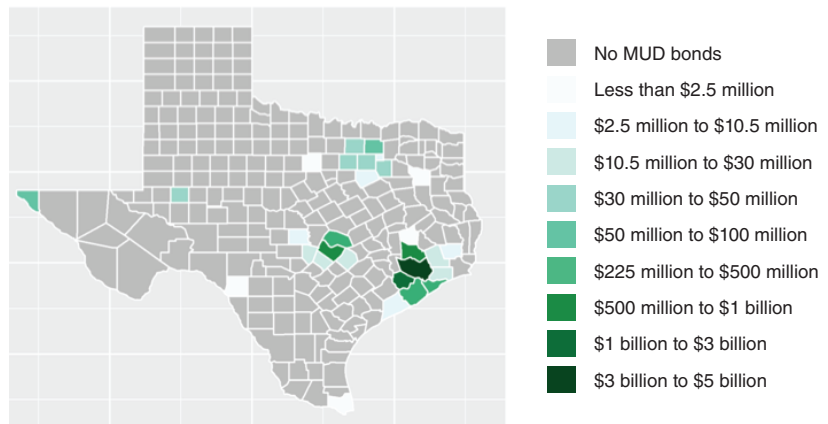 No MUD bonds
Less than $2.5 million
$2.5 million to $10.5 million
$10.5 million to $30 million
$30 million to $50 million
$50 million to $100 million
$225 million to $500 million
$500 million to $1 billion
$1 billion to $3 billion
$3 billion to $5 billion